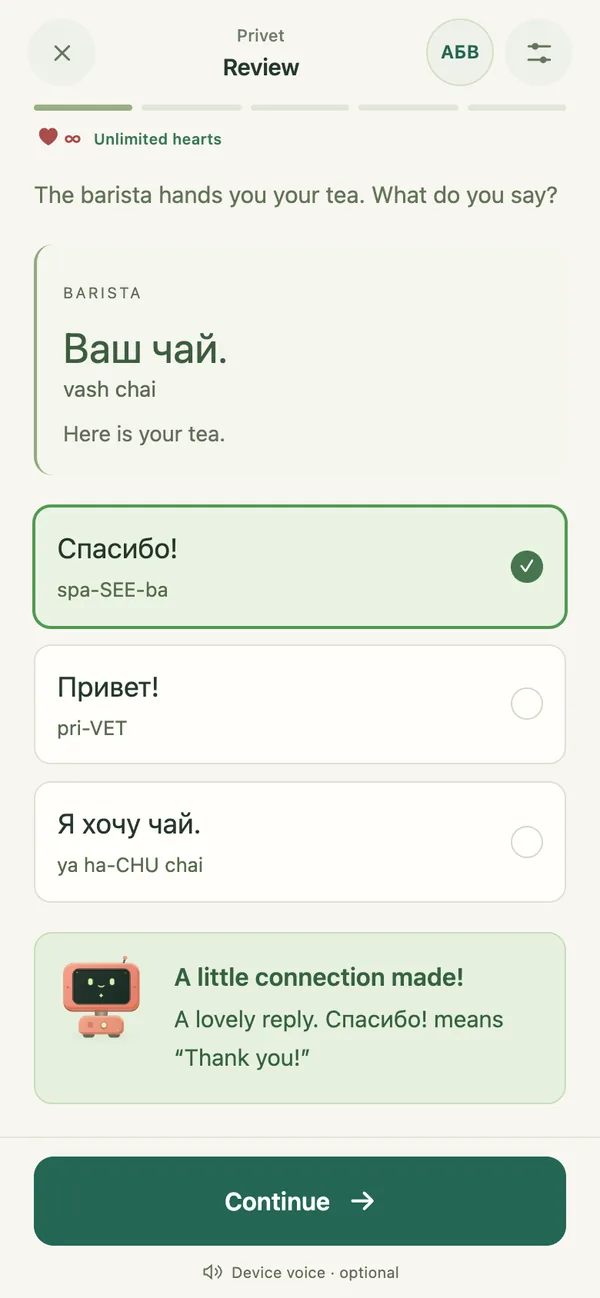 Privet
Review
АБВ
∞ Unlimited hearts
The barista hands you your tea. What do you say?
BARISTA
Ваш чай.
vash chai
Here is your tea.
Спасибо!
spa-SEE-ba
Привет!
pri-VET
Я хочу чай.
ya ha-CHU chai
A little connection made!
A lovely reply. Спасибо! means
“Thank you!”
Continue →
Device voice · optional